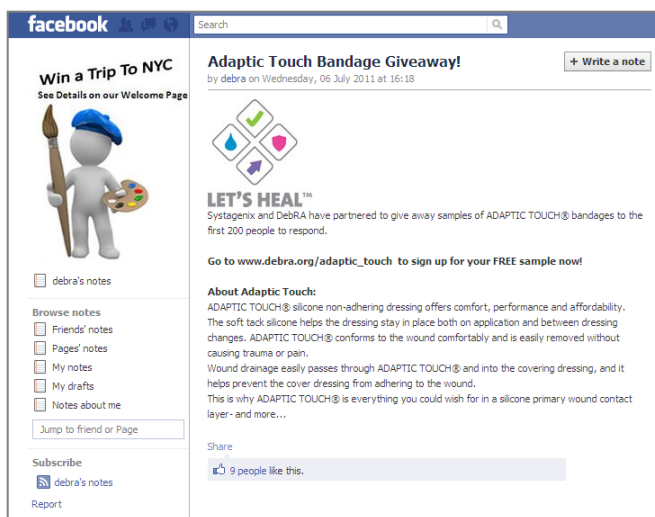 facebook
Search
Win a Trip To NYC
See Details on our Welcome Page
debra's notes
Browse notes
Friends' notes
Pages' notes
My notes
My drafts
Notes about me
Jump to friend or Page
Subscribe
debra's notes
Report
Adaptic Touch Bandage Giveaway!
+ Write a note
by debra on Wednesday, 06 July 2011 at 16:18
LET'S HEAL™
Systagenix and DebRA have partnered to give away samples of ADAPTIC TOUCH® bandages to the
first 200 people to respond.
Go to www.debra.org/adaptic_touch to sign up for your FREE sample now!
About Adaptic Touch:
ADAPTIC TOUCH® silicone non-adhering dressing offers comfort, performance and affordability.
The soft tack silicone helps the dressing stay in place both on application and between dressing
changes. ADAPTIC TOUCH® conforms to the wound comfortably and is easily removed without
causing trauma or pain.
Wound drainage easily passes through ADAPTIC TOUCH® and into the covering dressing, and it
helps prevent the cover dressing from adhering to the wound.
This is why ADAPTIC TOUCH® is everything you could wish for in a silicone primary wound contact
layer- and more...
Share
9 people like this.